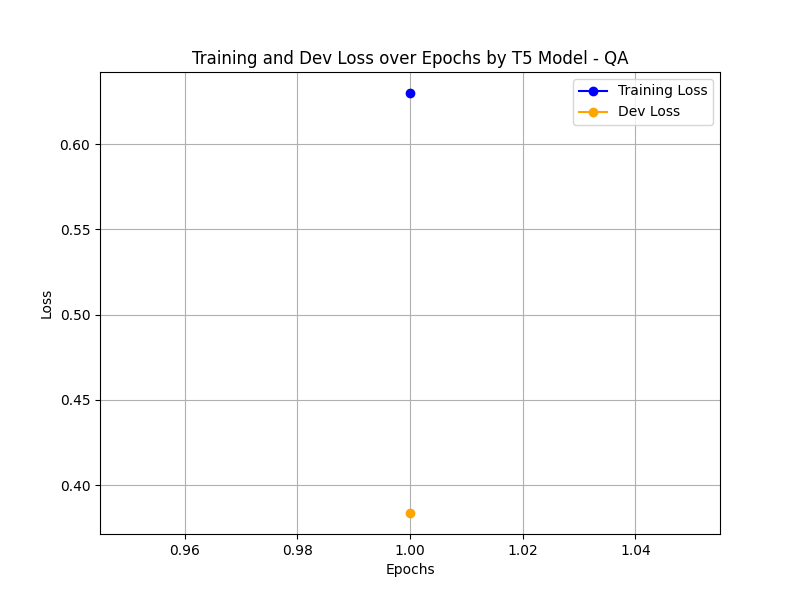 Training and Dev Loss over Epochs by T5 Model - QA
Training Loss
Dev Loss
0.60
0.55
0.50
0.45
0.40
Loss
0.96
0.98
1.00
1.02
1.04
Epochs